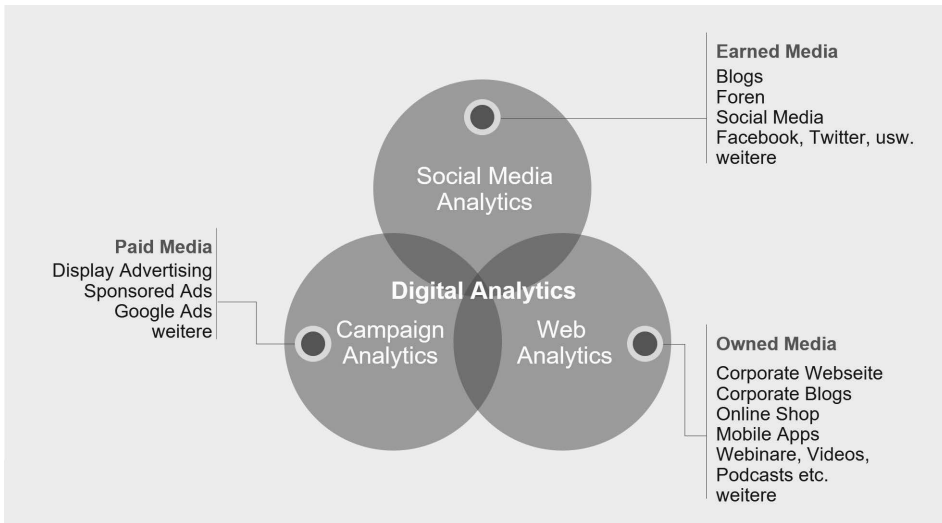 Earned Media
Blogs
Foren
Social Media
Facebook, Twitter, usw.
weitere
Social Media
Analytics
Paid Media
Display Advertising
Sponsored Ads
Google Ads
weitere
Digital Analytics
Campaign
Analytics
Web
Analytics
Owned Media
Corporate Webseite
Corporate Blogs
Online Shop
Mobile Apps
Webinare, Videos,
Podcasts etc.
weitere